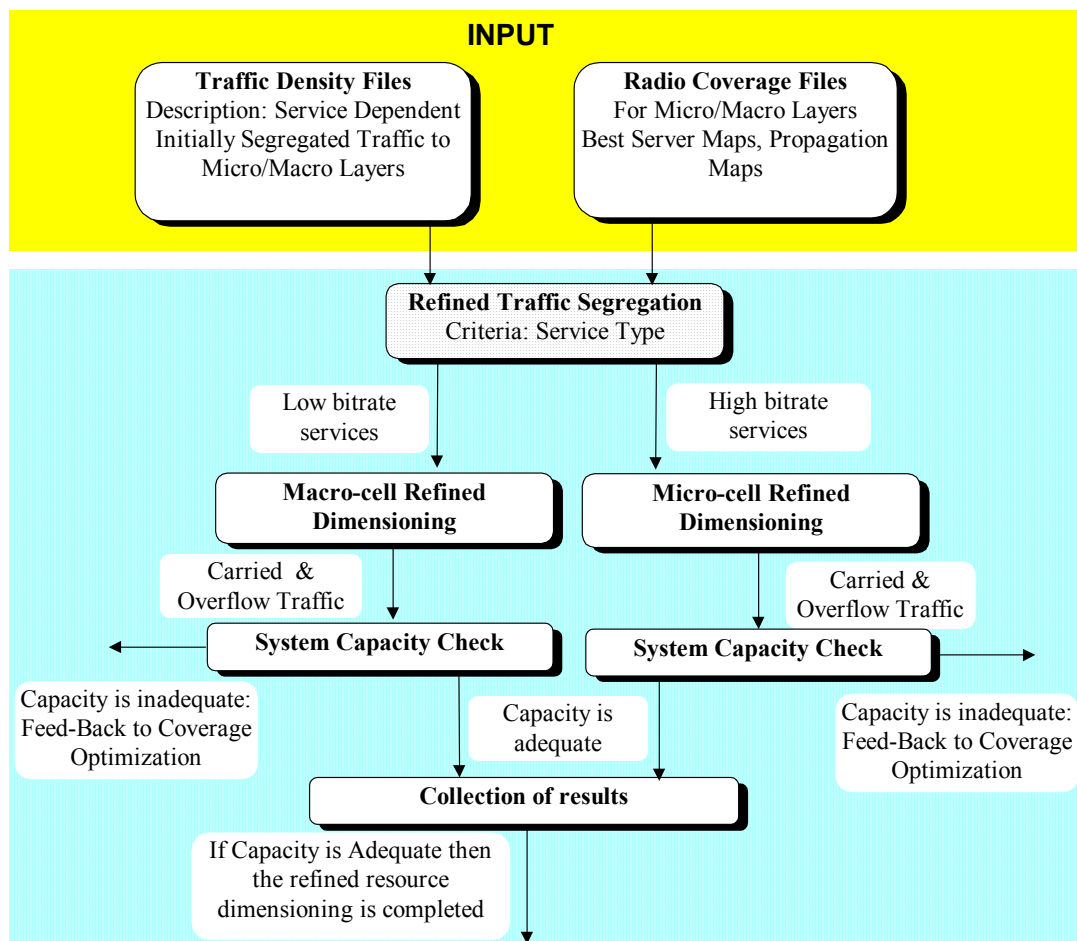 INPUT
Traffic Density Files
Description: Service Dependent
Initially Segregated Traffic to
Micro/Macro Layers
Radio Coverage Files
For Micro/Macro Layers
Best Server Maps, Propagation
Maps
Refined Traffic Segregation
Criteria: Service Type
Low bitrate
services
High bitrate
services
Macro-cell Refined
Dimensioning
Micro-cell Refined
Dimensioning
Carried &
Overflow Traffic
Carried &
Overflow Traffic
System Capacity Check
System Capacity Check
Capacity is inadequate:
Feed-Back to Coverage
Optimization
Capacity is
adequate
Capacity is inadequate:
Feed-Back to Coverage
Optimization
Collection of results
If Capacity is Adequate then
the refined resource
dimensioning is completed